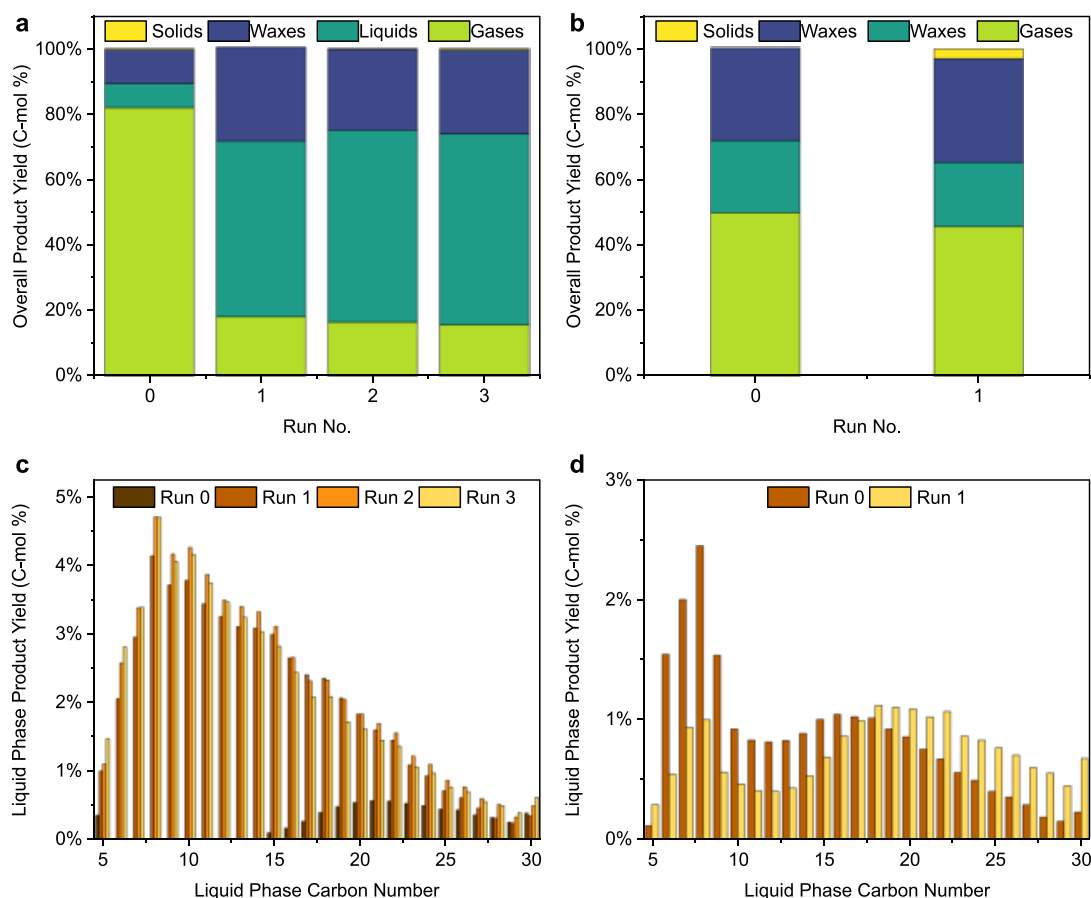 a
Solids Waxes Liquids Gases
100%
80%
60%
40%
20%
0%
Overall Product Yield (C-mol %)
0 1 2 3
Run No.
b
Solids Waxes Waxes Gases
100%
80%
60%
40%
20%
0%
Overall Product Yield (C-mol %)
0 1
Run No.
c
Run 0 Run 1 Run 2 Run 3
5%
4%
3%
2%
1%
0%
Liquid Phase Product Yield (C-mol %)
5 10 15 20 25 30
Liquid Phase Carbon Number
d
Run 0 Run 1
3%
2%
1%
0%
Liquid Phase Product Yield (C-mol %)
5 10 15 20 25 30
Liquid Phase Carbon Number